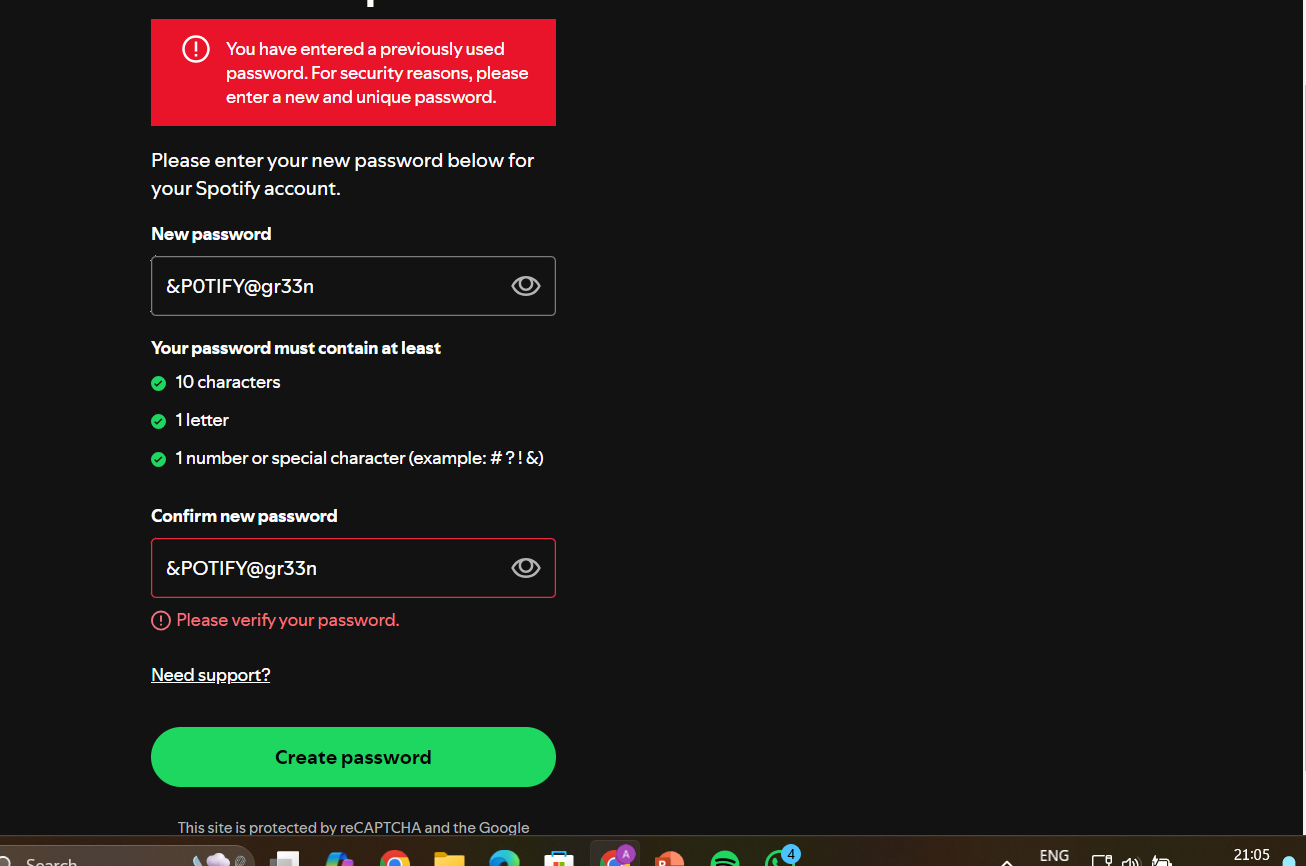 You have entered a previously used
password. For security reasons, please
enter a new and unique password.
Please enter your new password below for
your Spotify account.
New password
&P0TIFY@gr33n
Your password must contain at least
10 characters
1 letter
1 number or special character (example: # ? ! &)
Confirm new password
&POTIFY@gr33n
Please verify your password.
Need support?
Create password
This site is protected by reCAPTCHA and the Google
Search
A
4
ENG
21:05